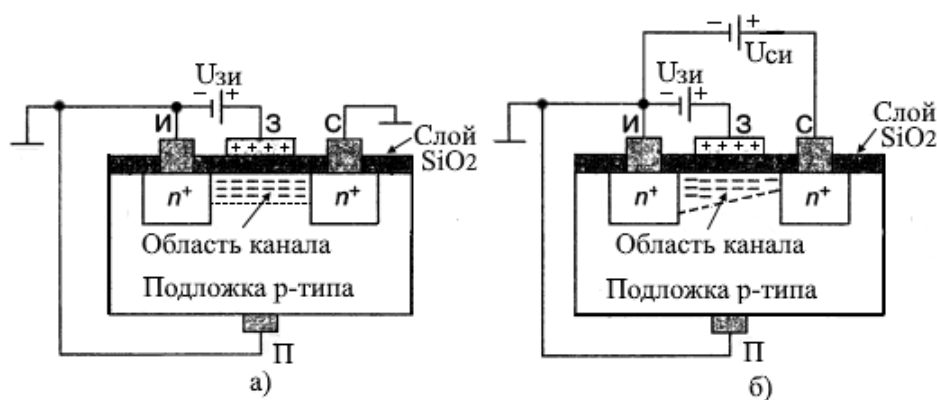 Uзи
− +
И З С
+ + + +
Слой
SiO2
n+ n+
Область канала
Подложка p-типа
П
а)
− +
Uси
Uзи
− +
И З С
+ + + +
Слой
SiO2
n+ n+
Область канала
Подложка p-типа
П
б)